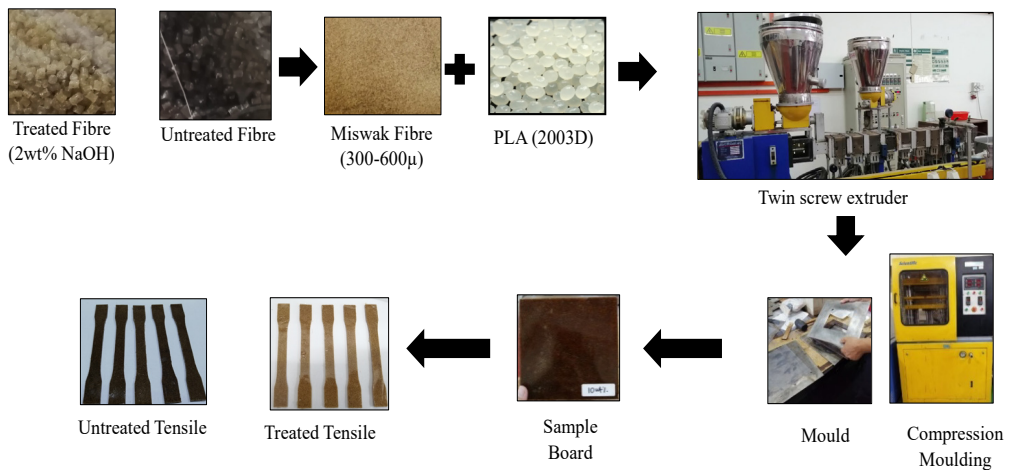 Treated Fibre
(2wt% NaOH)
Untreated Fibre
Miswak Fibre
(300-600μ)
PLA (2003D)
Twin screw extruder
Untreated Tensile
Treated Tensile
Sample
Board
Mould
Compression
Moulding